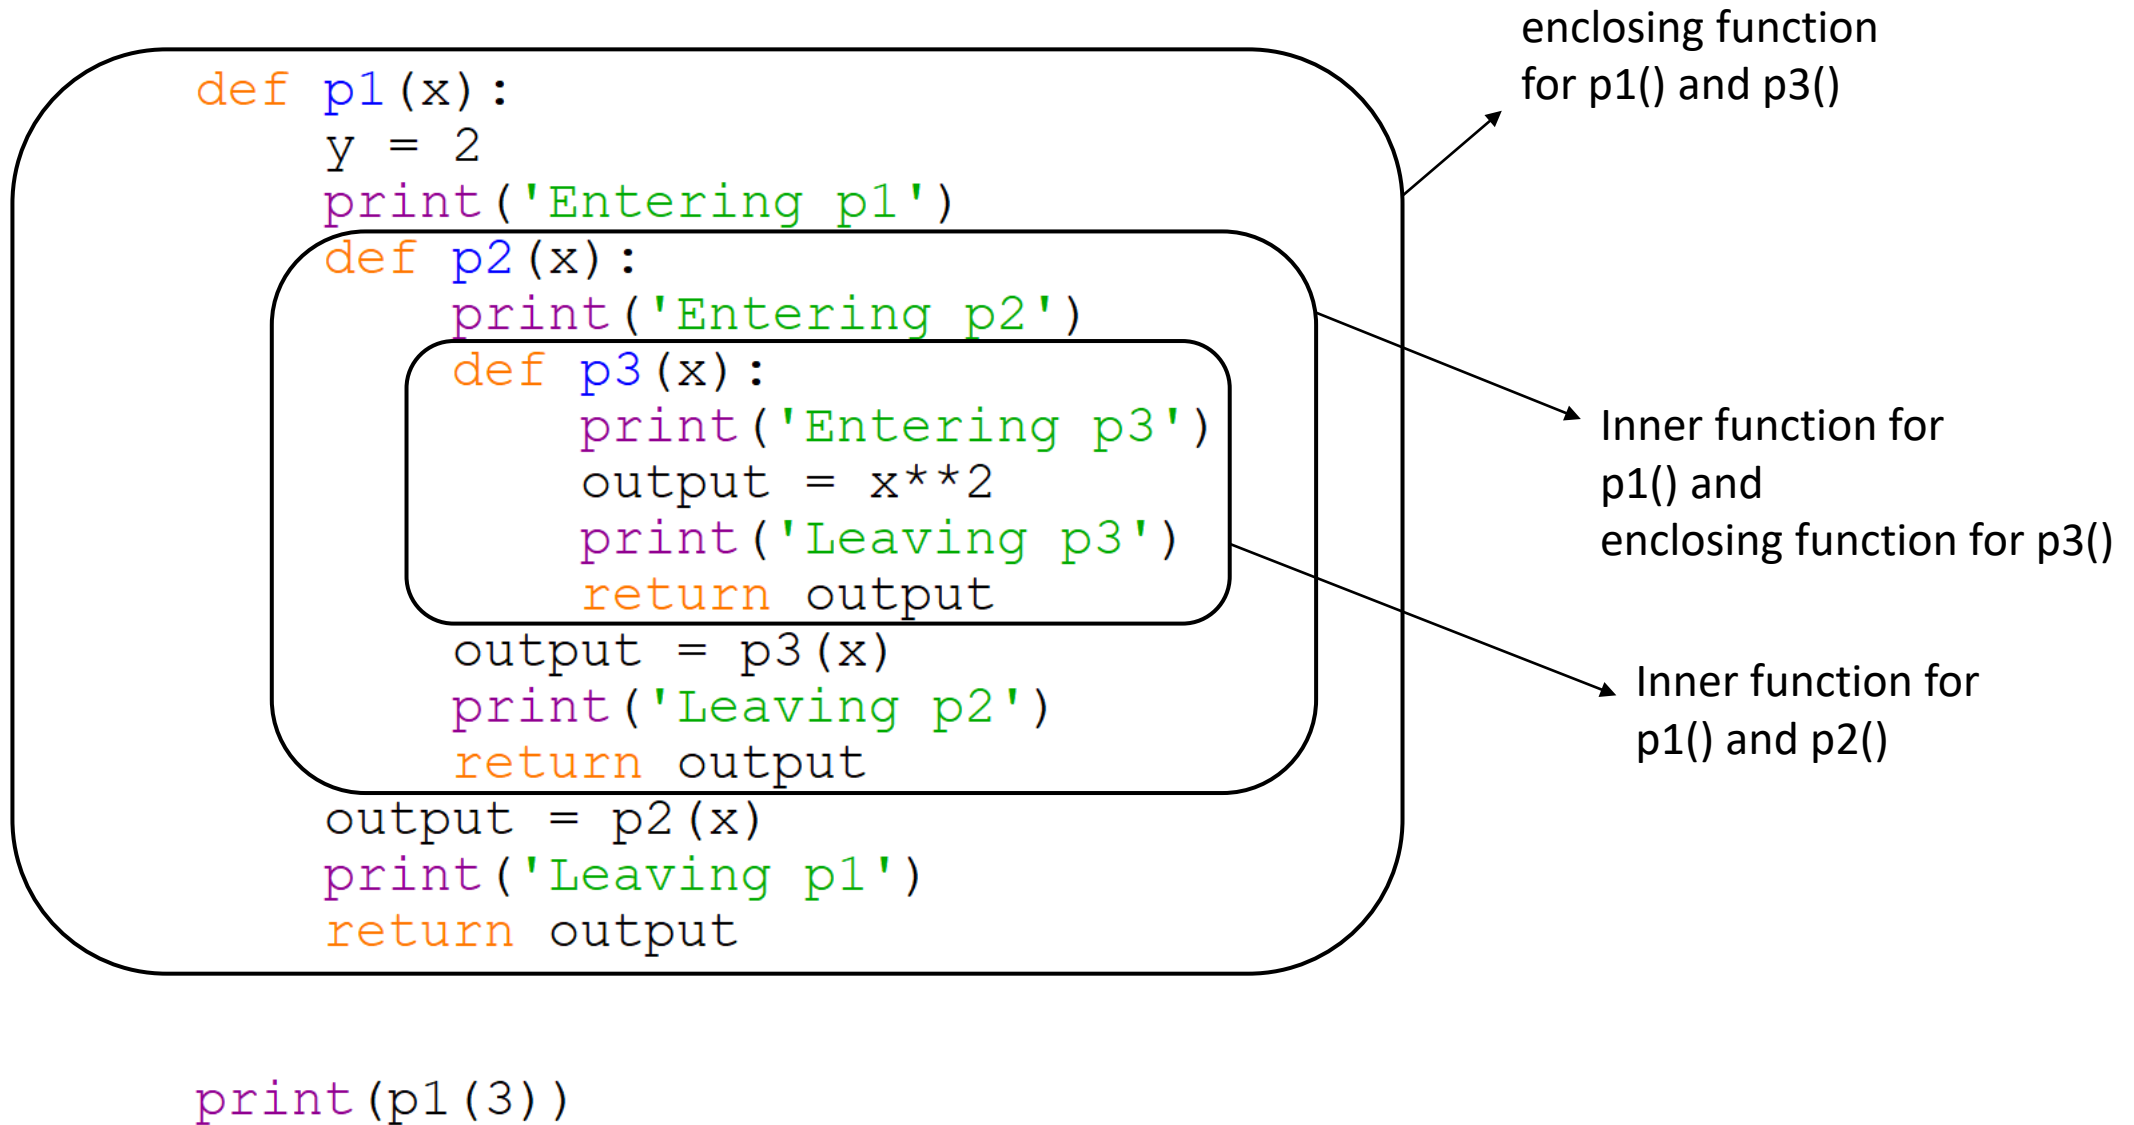 enclosing function
for p1() and p3()
def p1(x):
    y = 2
    print('Entering p1')
    def p2(x):
        print('Entering p2')
        def p3(x):
            print('Entering p3')
            output = x**2
            print('Leaving p3')
            return output
        output = p3(x)
        print('Leaving p2')
        return output
    output = p2(x)
    print('Leaving p1')
    return output
print(p1(3))
Inner function for
p1() and
enclosing function for p3()
Inner function for
p1() and p2()